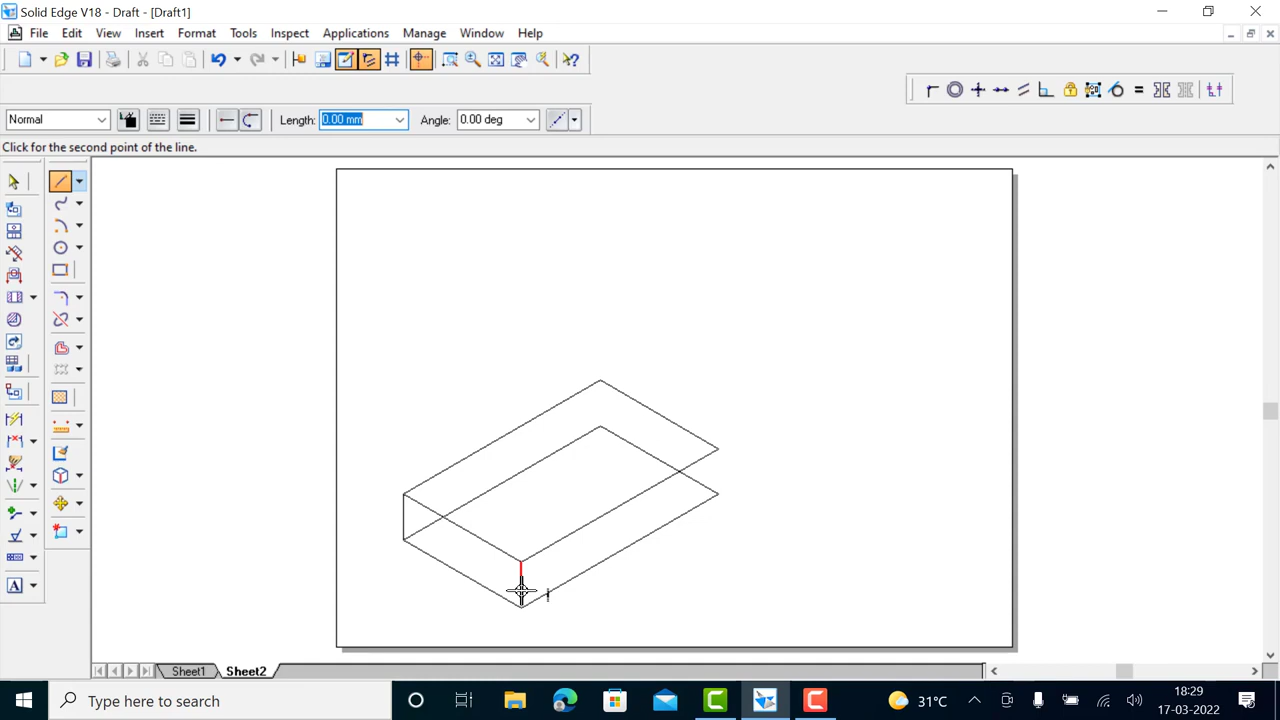 Solid Edge V18 - Draft - [Draft1]
File Edit View Insert Format Tools Inspect Applications Manage Window Help
Normal Length: 0.00 mm Angle: 0.00 deg
Click for the second point of the line.
A
Sheet1 Sheet2
Type here to search
31°C
18:29
17-03-2022